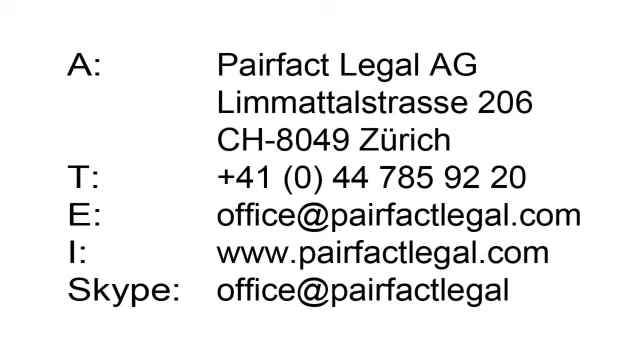 A: Pairfact Legal AG
Limmattalstrasse 206
CH-8049 Zürich
T: +41 (0) 44 785 92 20
E: office@pairfactlegal.com
I: www.pairfactlegal.com
Skype: office@pairfactlegal